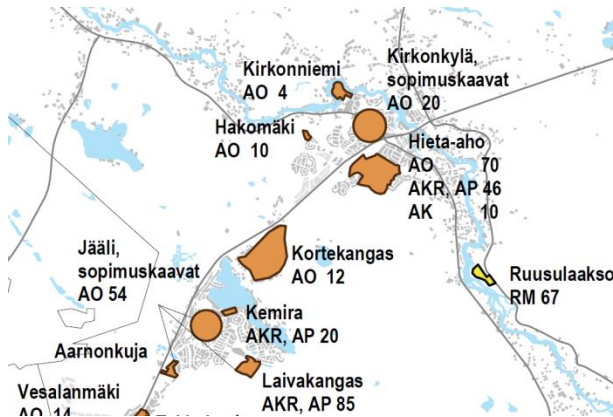 Kirkonniemi
AO 4
Kirkonkylä,
sopimuskaavat
AO 20
Hakomäki
AO 10
Hieta-aho
AO 70
AKR, AP 46
AK 10
Jääli,
sopimuskaavat
AO 54
Kortekangas
AO 12
Ruusulaakso
RM 67
Kemira
AKR, AP 20
Aarnonkuja
Laivakangas
AKR, AP 85
Vesalanmäki
AO 14